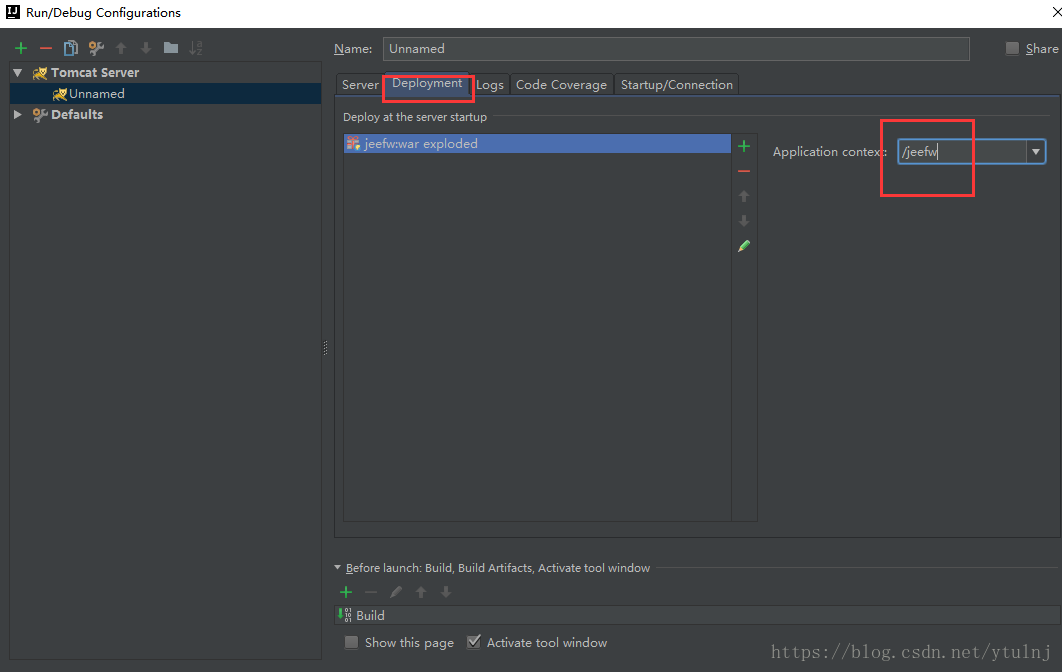 Run/Debug Configurations
Name: Unnamed Share
Tomcat Server
Unnamed
Defaults
Server Deployment Logs Code Coverage Startup/Connection
Deploy at the server startup
jeefw:war exploded
Application context: /jeefw
Before launch: Build, Build Artifacts, Activate tool window
Build
Show this page Activate tool window
https://blog.csdn.net/ytulnj